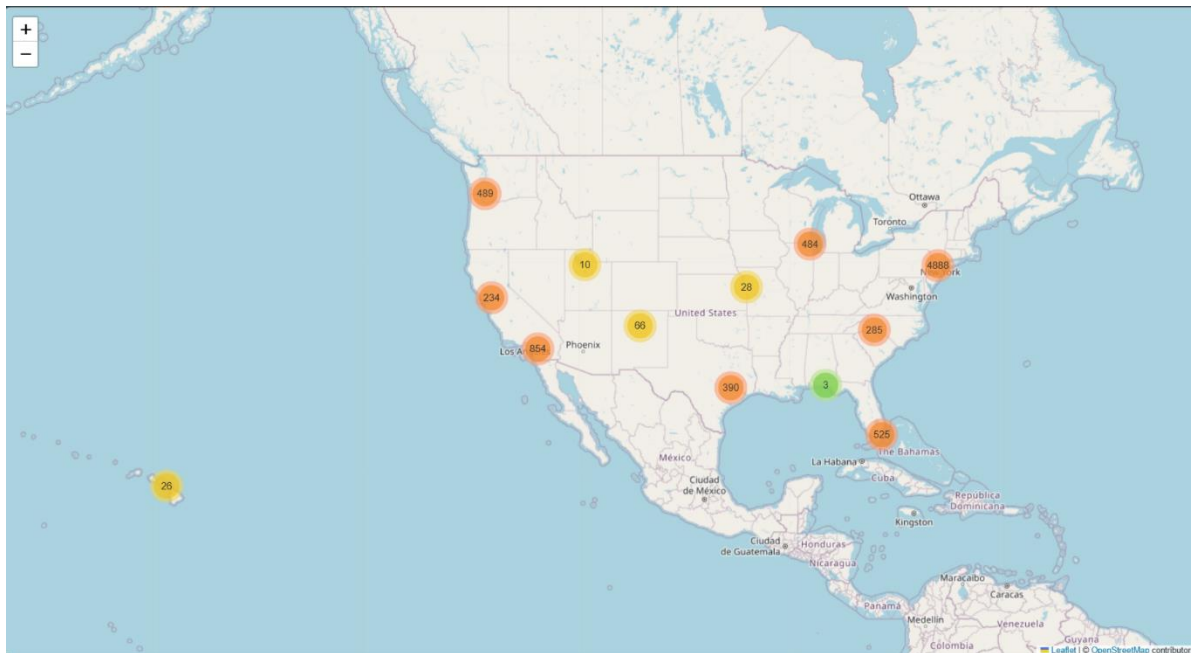 +
−
Ottawa
Toronto
489
484
10
4888
New York
28
Washington
234
United States
66
285
854
Los A
Phoenix
390
3
525
The Bahamas
La Habana
México
Cuba
26
Ciudad
de México
República
Dominicana
Kingston
Ciudad
de Guatemala
Honduras
Nicaragua
Maracaibo
Caracas
Panamá
Medellín
Venezuela
Guyana
Colombia
Leaflet | © OpenStreetMap contributor